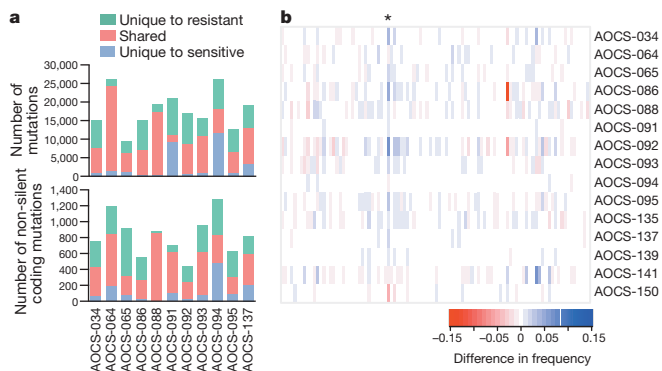 a
Unique to resistant
Shared
Unique to sensitive
Number of mutations
30,000
25,000
20,000
15,000
10,000
5,000
0
Number of non-silent coding mutations
1,400
1,200
1,000
800
600
400
200
0
AOCS-034
AOCS-064
AOCS-065
AOCS-086
AOCS-088
AOCS-091
AOCS-092
AOCS-093
AOCS-094
AOCS-095
AOCS-137
b
*
AOCS-034
AOCS-064
AOCS-065
AOCS-086
AOCS-088
AOCS-091
AOCS-092
AOCS-093
AOCS-094
AOCS-095
AOCS-135
AOCS-137
AOCS-139
AOCS-141
AOCS-150
−0.15 0 0.15
Difference in frequency